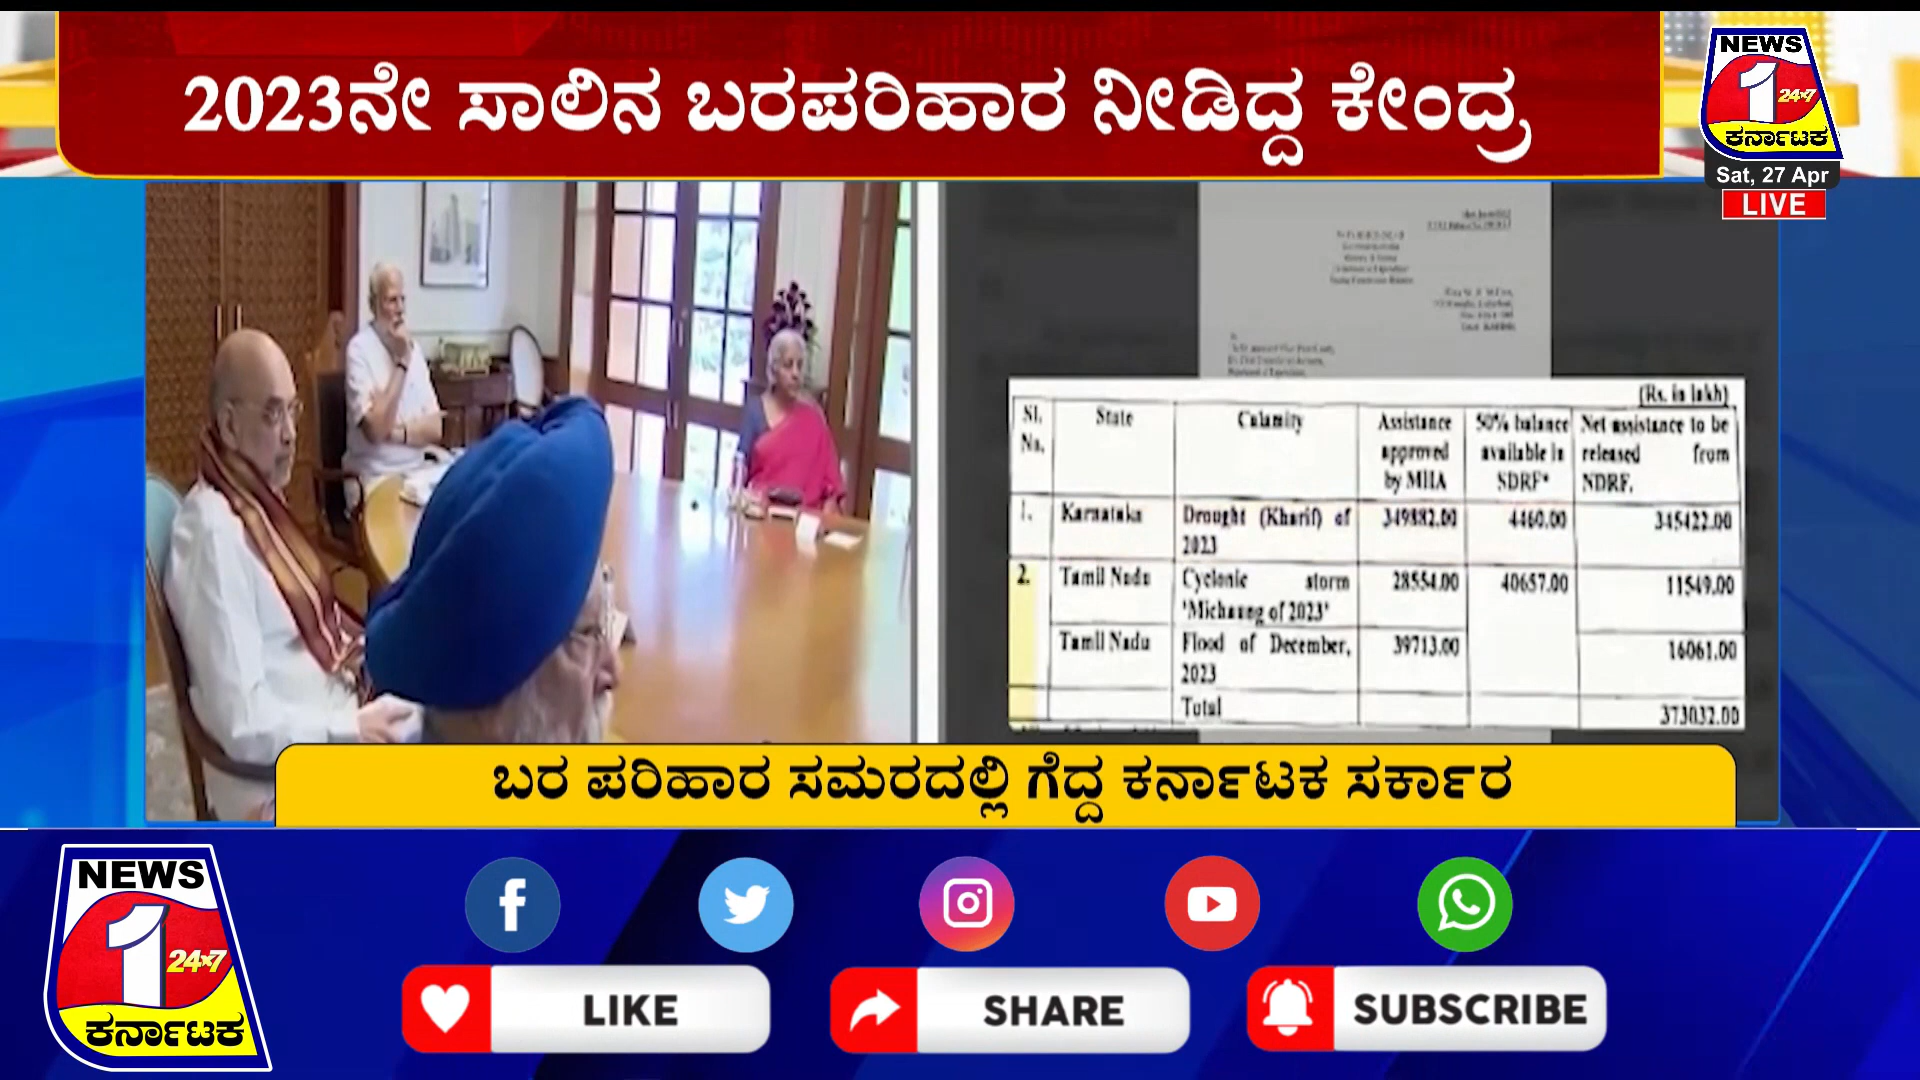 2023ನೇ ಸಾಲಿನ ಬರಪರಿಹಾರ ನೀಡಿದ್ದ ಕೇಂದ್ರ
NEWS
1
24×7
ಕರ್ನಾಟಕ
Sat, 27 Apr
LIVE
(Rs. in lakh)
Sl. No. State Calamity Assistance approved by MHA 50% balance available in SDRF* Net assistance to be released from NDRF.
1. Karnataka Drought (Kharif) of 2023 349882.00 4460.00 345422.00
2. Tamil Nadu Cyclonic storm 'Michaung of 2023' 28554.00 40657.00 11549.00
Tamil Nadu Flood of December, 2023 39713.00 16061.00
Total 373032.00
ಬರ ಪರಿಹಾರ ಸಮರದಲ್ಲಿ ಗೆದ್ದ ಕರ್ನಾಟಕ ಸರ್ಕಾರ
NEWS
1
24×7
ಕರ್ನಾಟಕ
LIKE
SHARE
SUBSCRIBE